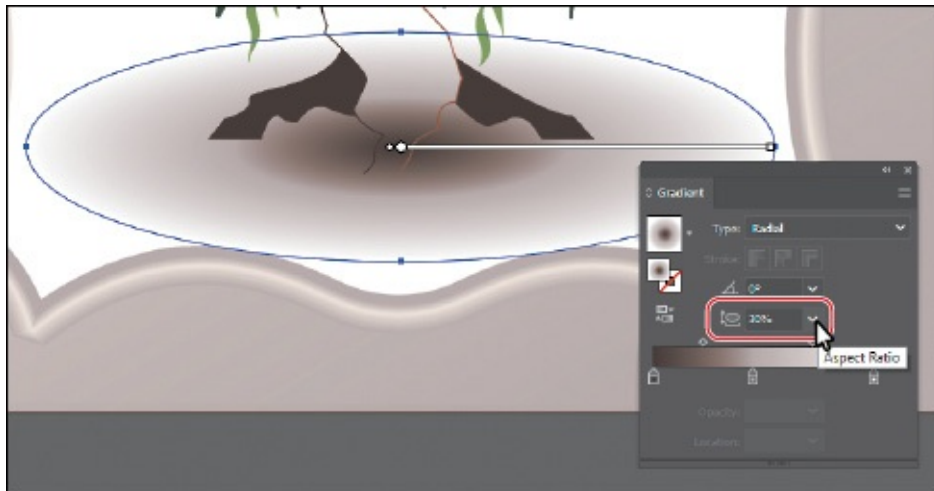 Gradient
Type: Radial
Stroke:
0°
30%
Aspect Ratio
Opacity:
Location: